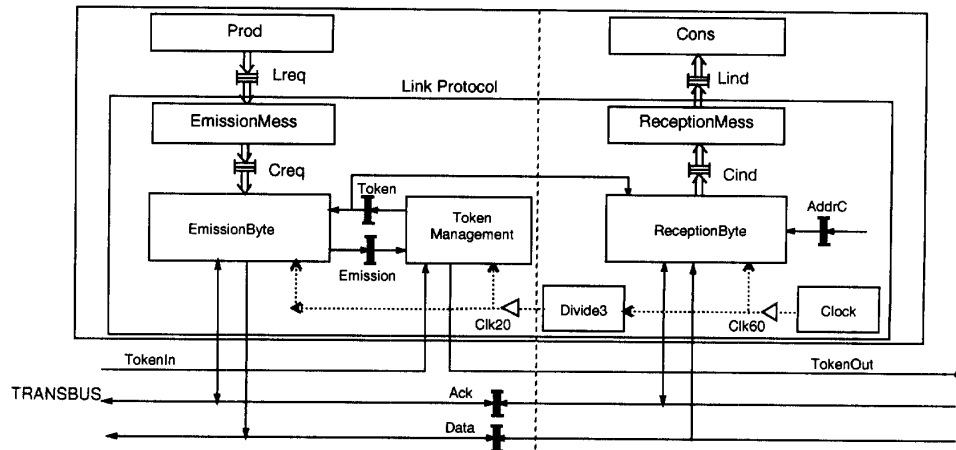 Prod
Cons
Lreq
Lind
Link Protocol
EmissionMess
ReceptionMess
Creq
Cind
Token
AddrC
EmissionByte
Token
Management
ReceptionByte
Emission
Clk20
Divide3
Clk60
Clock
TokenIn
TokenOut
TRANSBUS
Ack
Data